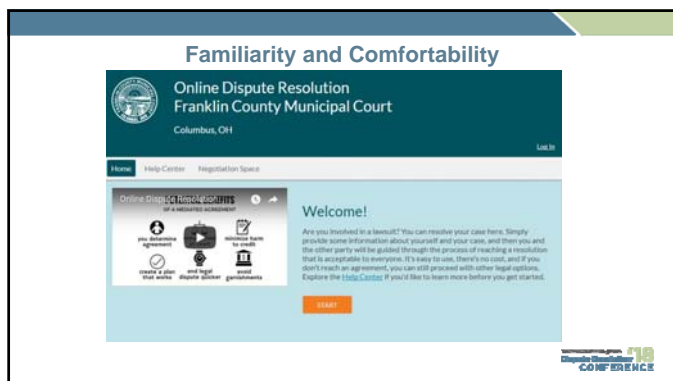 Familiarity and Comfortability
Online Dispute Resolution
Franklin County Municipal Court
Columbus, OH
Log In
Home Help Center Negotiation Space
Online Dispute Resolution
OF A MEDIATED AGREEMENT
you determine agreement
minimize harm to credit
create a plan that works
end legal dispute quicker
avoid garnishments
Welcome!
Are you involved in a lawsuit? You can resolve your case here. Simply
provide some information about yourself and your case, and then you and
the other party will be guided through the process of reaching a resolution
that is acceptable to everyone. It's easy to use, there's no cost, and if you
don't reach an agreement, you can still proceed with other legal options.
Explore the Help Center if you'd like to learn more before you get started.
START
Dispute Resolution '18
CONFERENCE